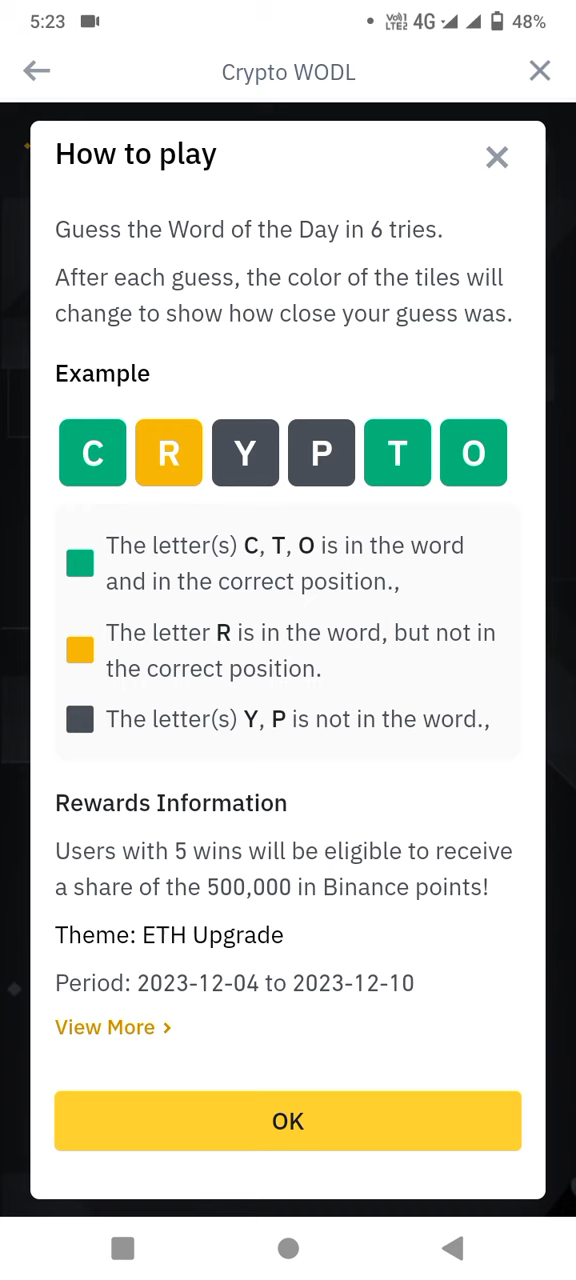 5:23 Vo)) 1 LTE2 4G 48%
Crypto WODL
How to play
Guess the Word of the Day in 6 tries.
After each guess, the color of the tiles will
change to show how close your guess was.
Example
C R Y P T O
The letter(s) C, T, O is in the word
and in the correct position.,
The letter R is in the word, but not in
the correct position.
The letter(s) Y, P is not in the word.,
Rewards Information
Users with 5 wins will be eligible to receive
a share of the 500,000 in Binance points!
Theme: ETH Upgrade
Period: 2023-12-04 to 2023-12-10
View More >
OK